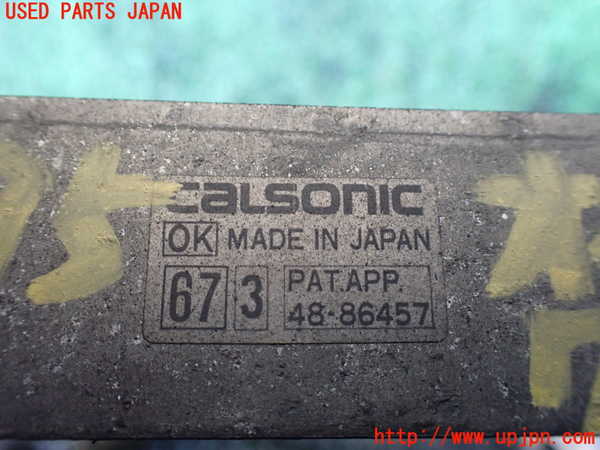 USED PARTS JAPAN
CALSONIC
OK MADE IN JAPAN
67 3 PAT.APP.
48-86457
http://www-upjpn.com